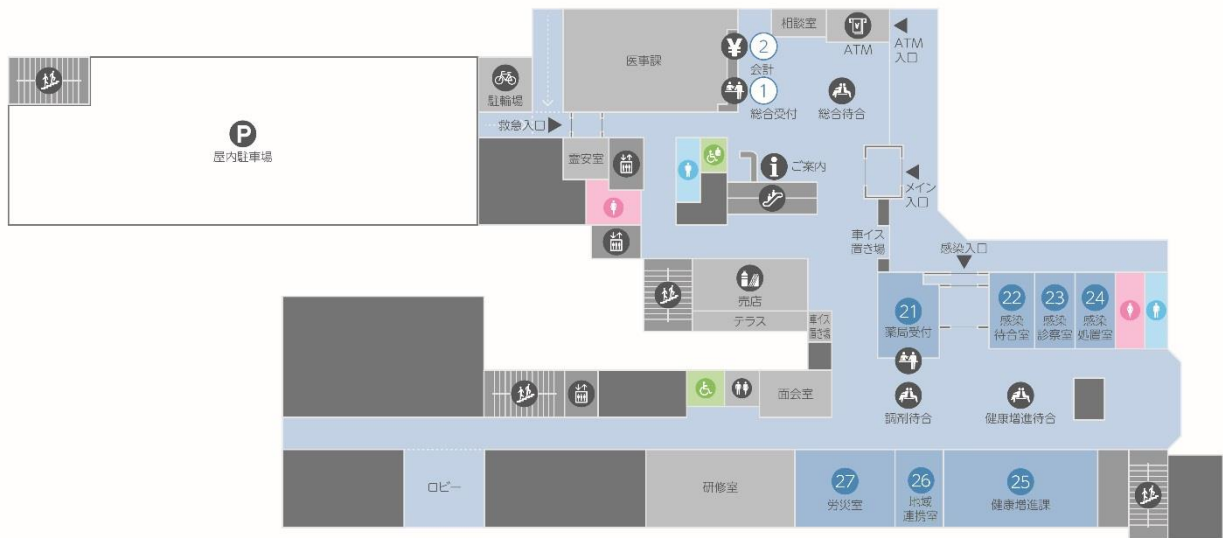 相談室
ATM
ATM
入口
医事課
¥
2
会計
1
総合受付
総合待合
駐輪場
救急入口
P
屋内駐車場
霊安室
i
ご案内
メイン
入口
車イス
置き場
感染入口
売店
テラス
車イス
置き場
21
薬局受付
22
感染
待合室
23
感染
診察室
24
感染
処置室
面会室
調剤待合
健康増進待合
ロビー
研修室
27
労災室
26
地域
連携室
25
健康増進課